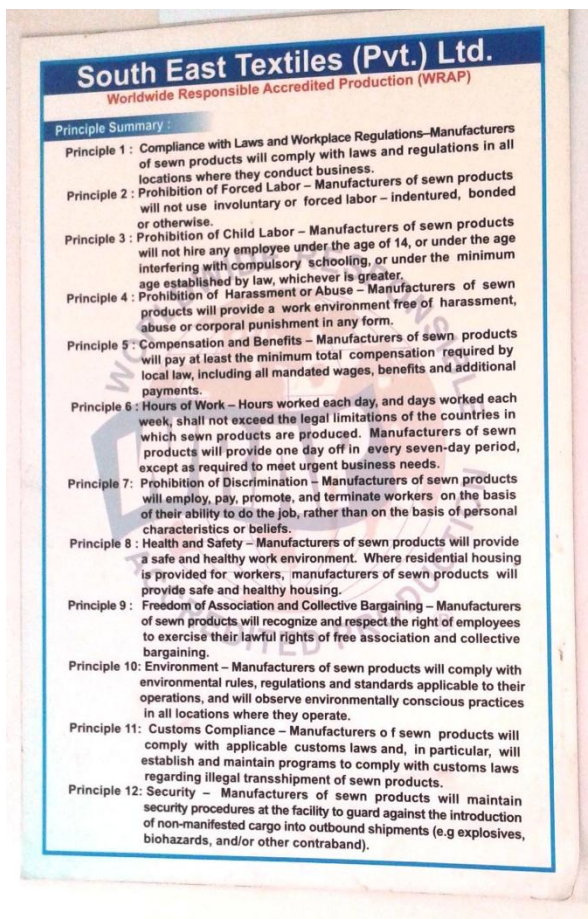 South East Textiles (Pvt.) Ltd.
Worldwide Responsible Accredited Production (WRAP)
Principle Summary :
Principle 1 : Compliance with Laws and Workplace Regulations–Manufacturers
of sewn products will comply with laws and regulations in all
locations where they conduct business.
Principle 2 : Prohibition of Forced Labor – Manufacturers of sewn products
will not use involuntary or forced labor – indentured, bonded
or otherwise.
Principle 3 : Prohibition of Child Labor – Manufacturers of sewn products
will not hire any employee under the age of 14, or under the age
interfering with compulsory schooling, or under the minimum
age established by law, whichever is greater.
Principle 4 : Prohibition of Harassment or Abuse – Manufacturers of sewn
products will provide a work environment free of harassment,
abuse or corporal punishment in any form.
Principle 5 : Compensation and Benefits – Manufacturers of sewn products
will pay at least the minimum total compensation required by
local law, including all mandated wages, benefits and additional
payments.
Principle 6 : Hours of Work – Hours worked each day, and days worked each
week, shall not exceed the legal limitations of the countries in
which sewn products are produced. Manufacturers of sewn
products will provide one day off in every seven-day period,
except as required to meet urgent business needs.
Principle 7: Prohibition of Discrimination – Manufacturers of sewn products
will employ, pay, promote, and terminate workers on the basis
of their ability to do the job, rather than on the basis of personal
characteristics or beliefs.
Principle 8 : Health and Safety – Manufacturers of sewn products will provide
a safe and healthy work environment. Where residential housing
is provided for workers, manufacturers of sewn products will
provide safe and healthy housing.
Principle 9 : Freedom of Association and Collective Bargaining – Manufacturers
of sewn products will recognize and respect the right of employees
to exercise their lawful rights of free association and collective
bargaining.
Principle 10: Environment – Manufacturers of sewn products will comply with
environmental rules, regulations and standards applicable to their
operations, and will observe environmentally conscious practices
in all locations where they operate.
Principle 11: Customs Compliance – Manufacturers o f sewn products will
comply with applicable customs laws and, in particular, will
establish and maintain programs to comply with customs laws
regarding illegal transshipment of sewn products.
Principle 12: Security – Manufacturers of sewn products will maintain
security procedures at the facility to guard against the introduction
of non-manifested cargo into outbound shipments (e.g explosives,
biohazards, and/or other contraband).
WORLDWIDE RESPONSIBLE
ACCREDITED PRODUCTION